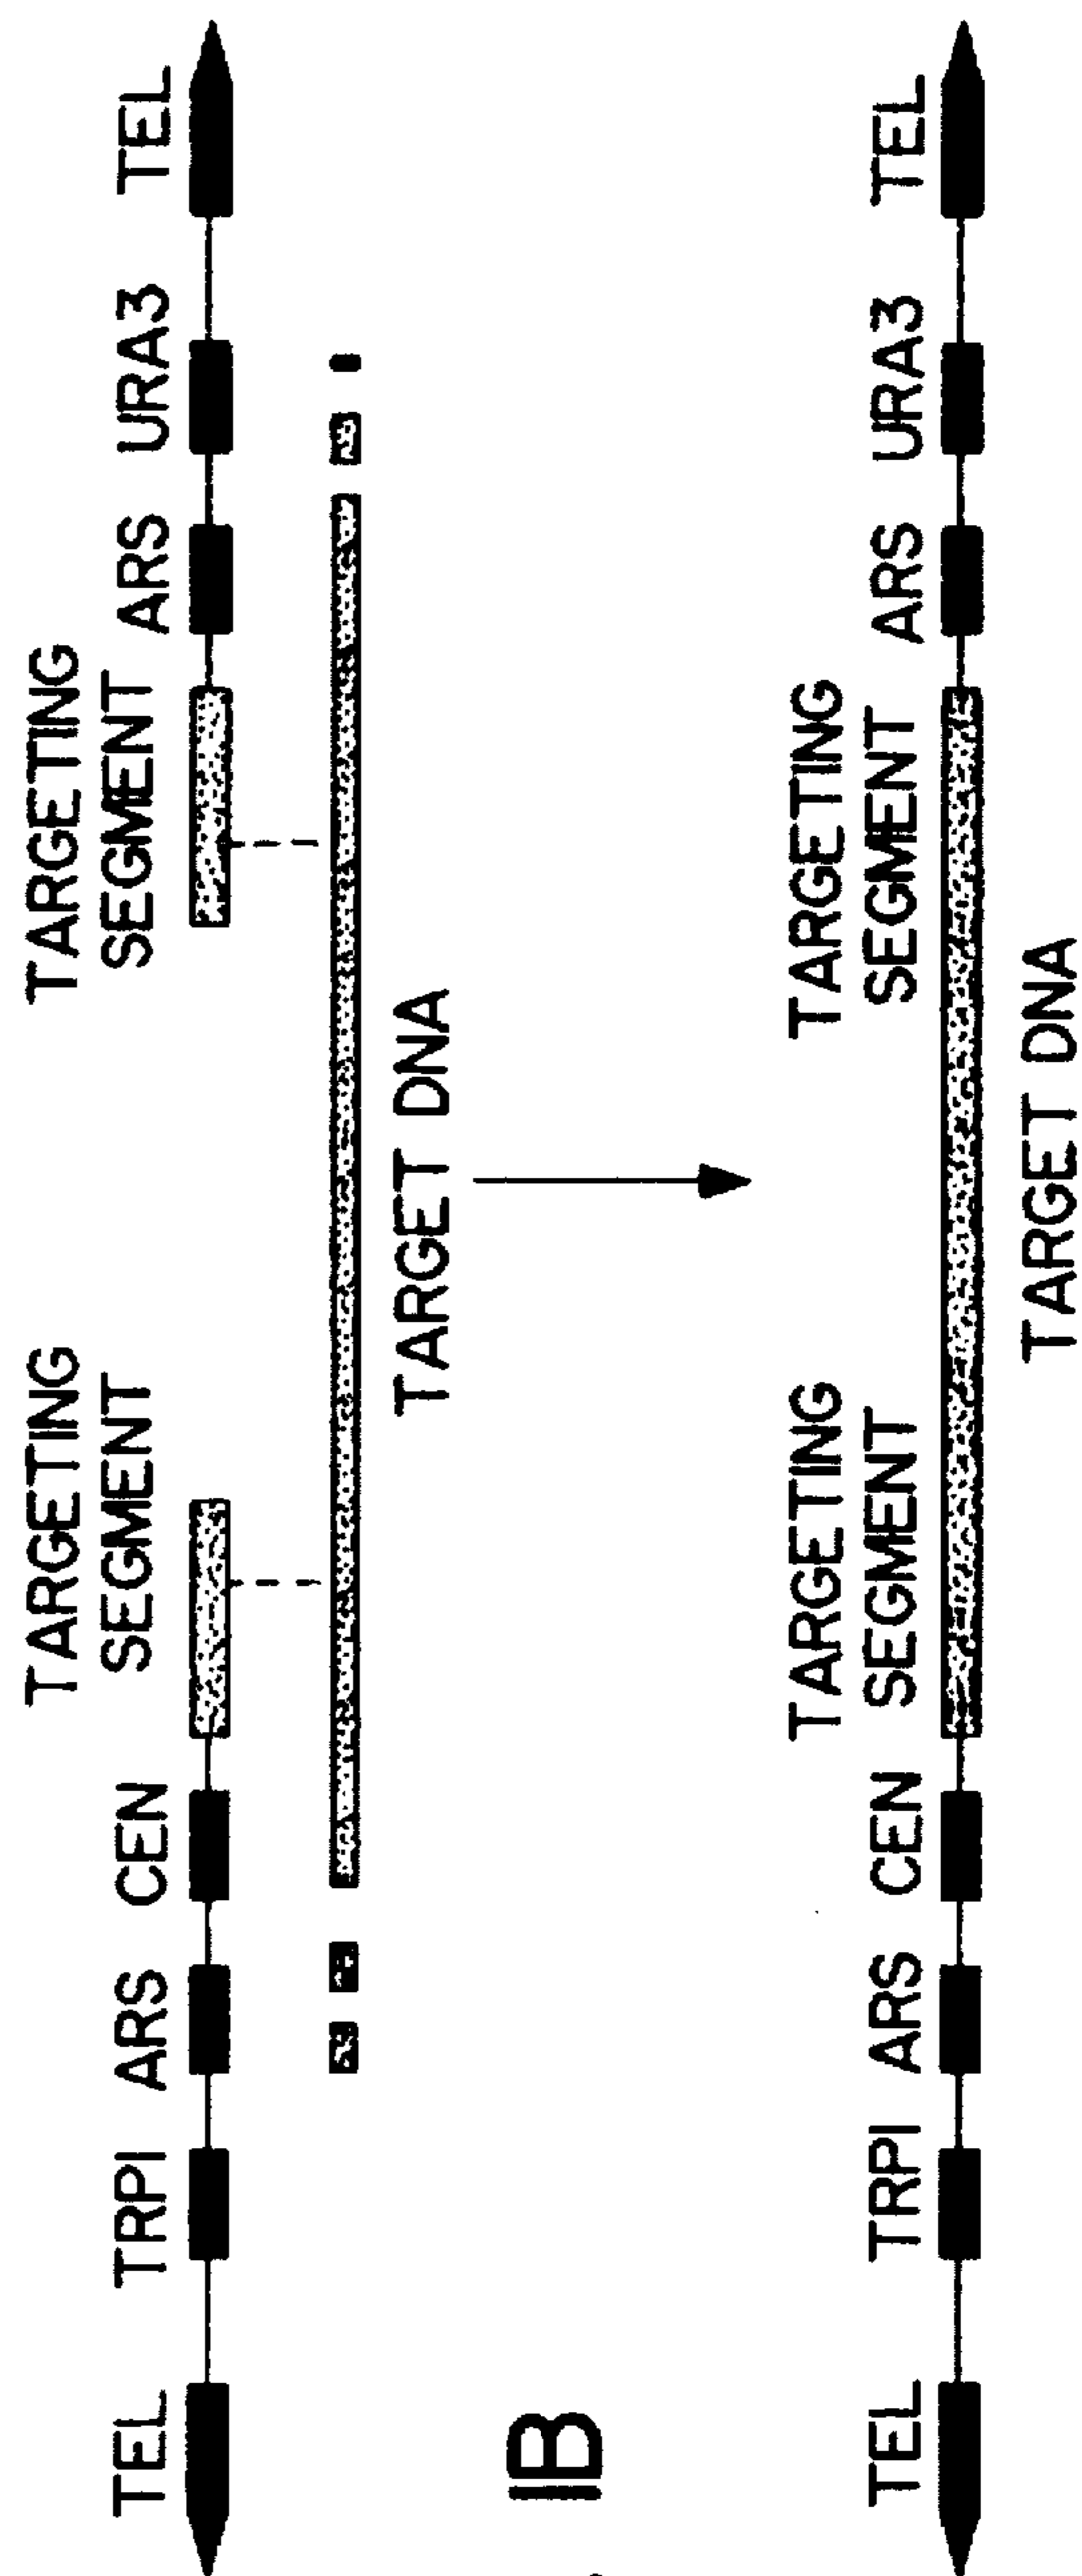 TARGETING TARGETING
TEL TRPI ARS CEN SEGMENT SEGMENT ARS URA3 TEL
TARGET DNA
IB
TARGETING TARGETING
TEL TRPI ARS CEN SEGMENT SEGMENT ARS URA3 TEL
TARGET DNA